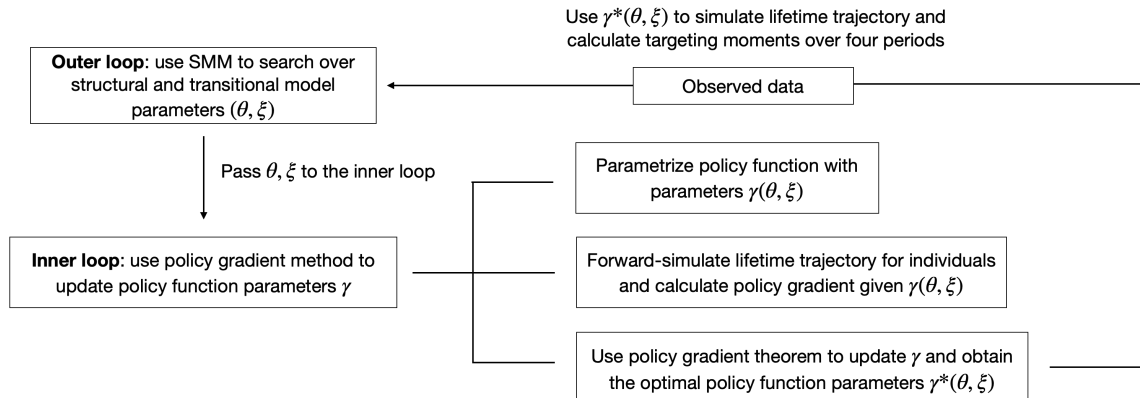 Use γ*(θ, ξ) to simulate lifetime trajectory and
calculate targeting moments over four periods
Outer loop: use SMM to search over
structural and transitional model
parameters (θ, ξ)
Observed data
Pass θ, ξ to the inner loop
Parametrize policy function with
parameters γ(θ, ξ)
Inner loop: use policy gradient method to
update policy function parameters γ
Forward-simulate lifetime trajectory for individuals
and calculate policy gradient given γ(θ, ξ)
Use policy gradient theorem to update γ and obtain
the optimal policy function parameters γ*(θ, ξ)